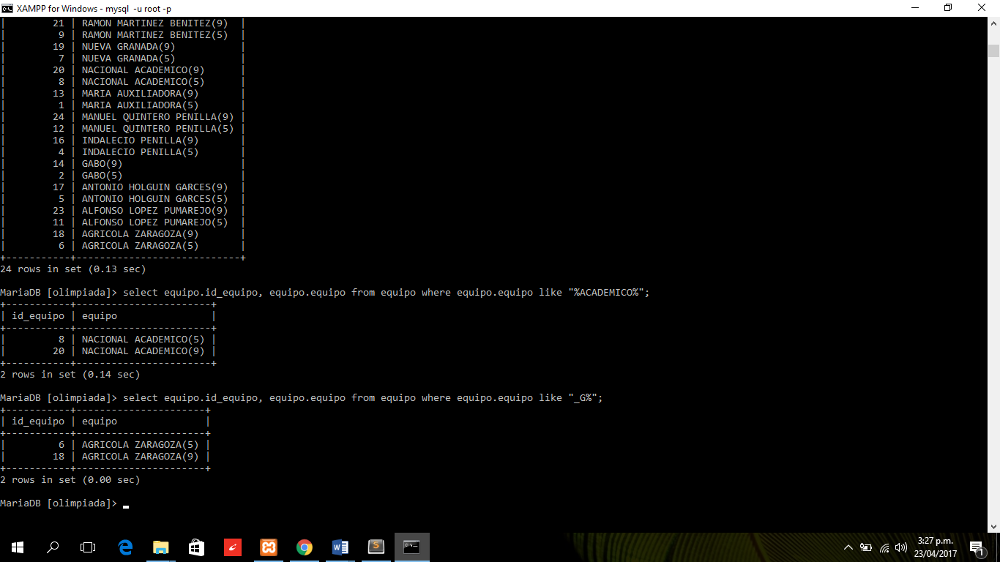 XAMPP for Windows - mysql -u root -p
| 21 | RAMON MARTINEZ BENITEZ(9) |
| 9 | RAMON MARTINEZ BENITEZ(5) |
| 19 | NUEVA GRANADA(9) |
| 7 | NUEVA GRANADA(5) |
| 20 | NACIONAL ACADEMICO(9) |
| 8 | NACIONAL ACADEMICO(5) |
| 13 | MARIA AUXILIADORA(9) |
| 1 | MARIA AUXILIADORA(5) |
| 24 | MANUEL QUINTERO PENILLA(9) |
| 12 | MANUEL QUINTERO PENILLA(5) |
| 16 | INDALECIO PENILLA(9) |
| 4 | INDALECIO PENILLA(5) |
| 14 | GABO(9) |
| 2 | GABO(5) |
| 17 | ANTONIO HOLGUIN GARCES(9) |
| 5 | ANTONIO HOLGUIN GARCES(5) |
| 23 | ALFONSO LOPEZ PUMAREJO(9) |
| 11 | ALFONSO LOPEZ PUMAREJO(5) |
| 18 | AGRICOLA ZARAGOZA(9) |
| 6 | AGRICOLA ZARAGOZA(5) |
+-----------+----------------------------+
24 rows in set (0.13 sec)
MariaDB [olimpiada]> select equipo.id_equipo, equipo.equipo from equipo where equipo.equipo like "%ACADEMICO%";
+-----------+-----------------------+
| id_equipo | equipo |
+-----------+-----------------------+
| 8 | NACIONAL ACADEMICO(5) |
| 20 | NACIONAL ACADEMICO(9) |
+-----------+-----------------------+
2 rows in set (0.14 sec)
MariaDB [olimpiada]> select equipo.id_equipo, equipo.equipo from equipo where equipo.equipo like "_G%";
+-----------+----------------------+
| id_equipo | equipo |
+-----------+----------------------+
| 6 | AGRICOLA ZARAGOZA(5) |
| 18 | AGRICOLA ZARAGOZA(9) |
+-----------+----------------------+
2 rows in set (0.00 sec)
MariaDB [olimpiada]> _
3:27 p.m.
23/04/2017
1